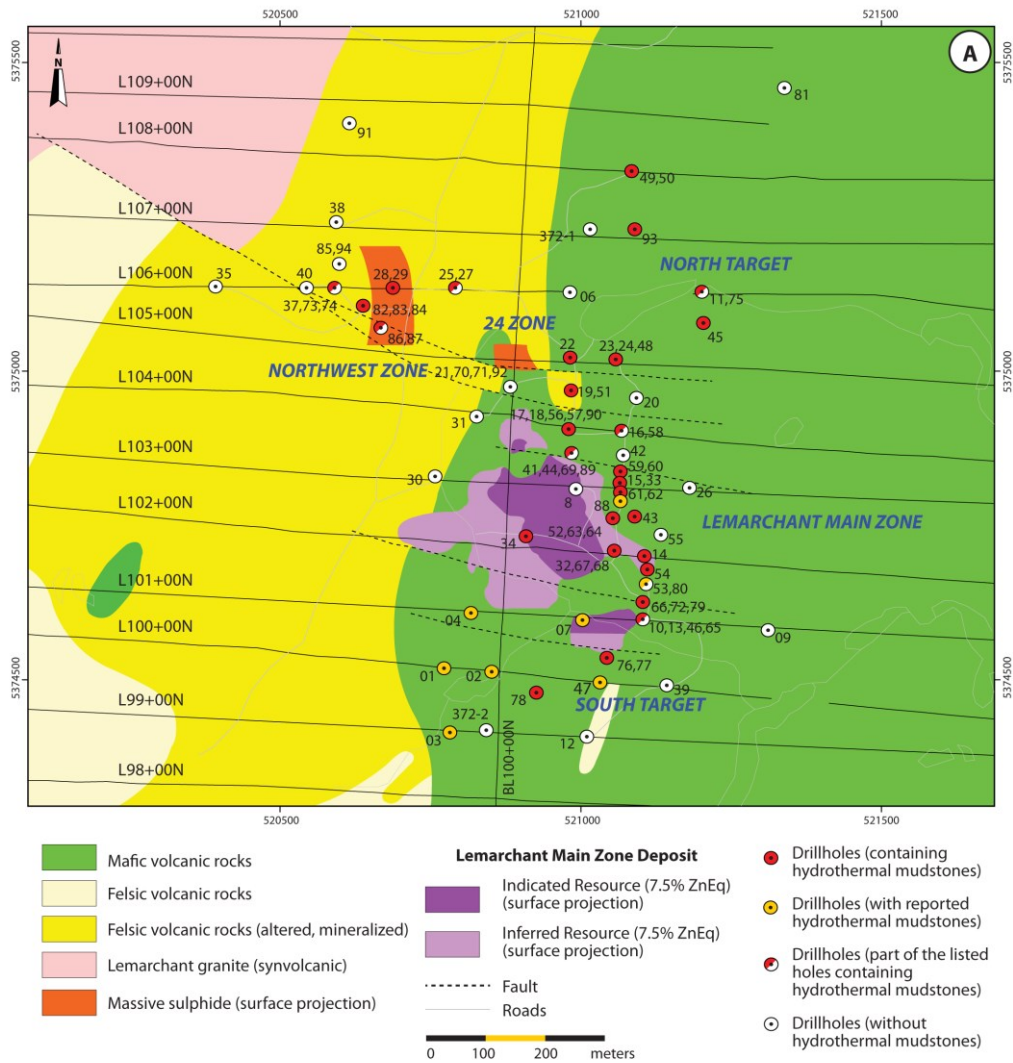 520500
521000
521500
5375500
5375500
A
N
L109+00N
81
L108+00N
91
49,50
L107+00N
38
372-1
93
85,94
NORTH TARGET
L106+00N
35
40
28,29
25,27
06
11,75
37,73,74
82,83,84
L105+00N
86,87
24 ZONE
45
22
23,24,48
5375000
5375000
NORTHWEST ZONE
21,70,71,92
L104+00N
19,51
20
31
17,18,56,57,90
16,58
42
L103+00N
41,44,69,89
59,60
30
15,33
8
61,62
26
L102+00N
88
43
LEMARCHANT MAIN ZONE
34
52,63,64
55
32,67,68
14
54
L101+00N
53,80
04
66,72,79
07
10,13,46,65
09
L100+00N
76,77
01
02
47
39
5374500
5374500
78
SOUTH TARGET
L99+00N
372-2
03
12
BL100+00N
L98+00N
520500
521000
521500
Mafic volcanic rocks
Felsic volcanic rocks
Felsic volcanic rocks (altered, mineralized)
Lemarchant granite (synvolcanic)
Massive sulphide (surface projection)
Lemarchant Main Zone Deposit
Indicated Resource (7.5% ZnEq)
(surface projection)
Inferred Resource (7.5% ZnEq)
(surface projection)
Fault
Roads
0 100 200 meters
Drillholes (containing
hydrothermal mudstones)
Drillholes (with reported
hydrothermal mudstones)
Drillholes (part of the listed
holes containing
hydrothermal mudstones)
Drillholes (without
hydrothermal mudstones)